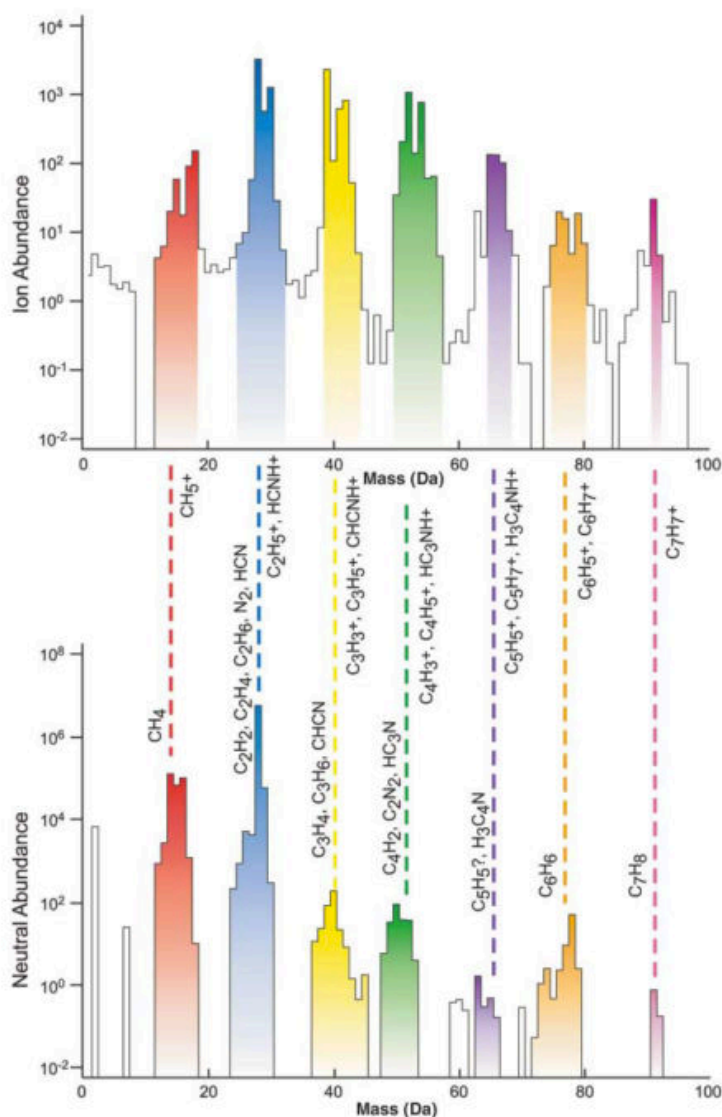 10⁴
10³
10²
10¹
10⁰
10⁻¹
10⁻²
Ion Abundance
0 20 40 60 80 100
Mass (Da)
CH5+
C2H5+, HCNH+
C3H3+, C3H5+, CHCNH+
C4H3+, C4H5+, HC3NH+
C5H5+, C5H7+, H3C4NH+
C6H5+, C6H7+
C7H7+
10⁸
10⁶
10⁴
10²
10⁰
10⁻²
Neutral Abundance
CH4
C2H2, C2H4, C2H6, N2, HCN
C3H4, C3H6, CHCN
C4H2, C2N2, HC3N
C5H5?, H3C4N
C6H6
C7H8
0 20 40 60 80 100
Mass (Da)